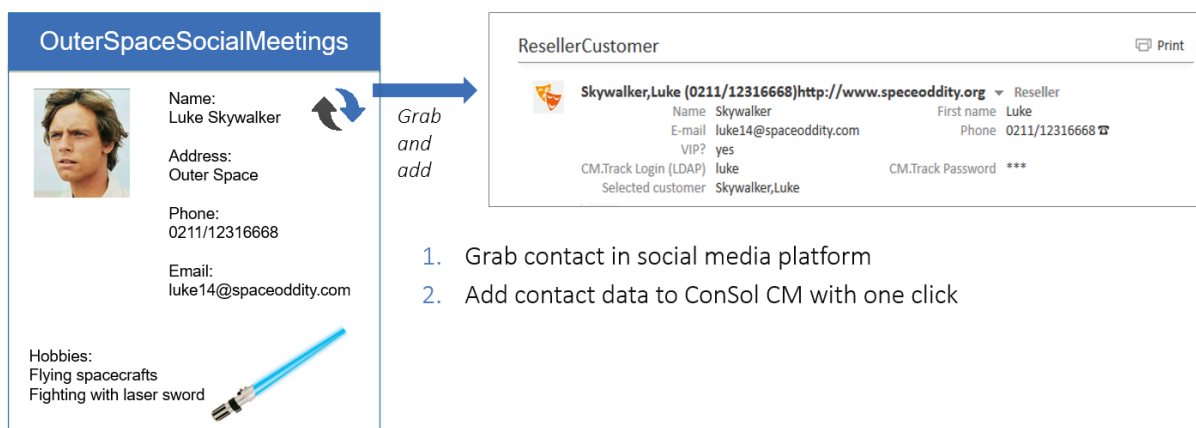 OuterSpaceSocialMeetings
Name:
Luke Skywalker
Address:
Outer Space
Phone:
0211/12316668
Email:
luke14@spaceoddity.com
Hobbies:
Flying spacecrafts
Fighting with laser sword
Grab
and
add
ResellerCustomer
Print
Skywalker,Luke (0211/12316668)http://www.speceoddity.org Reseller
Name Skywalker First name Luke
E-mail luke14@spaceoddity.com Phone 0211/12316668
VIP? yes
CM.Track Login (LDAP) luke CM.Track Password ***
Selected customer Skywalker,Luke
1. Grab contact in social media platform
2. Add contact data to ConSol CM with one click